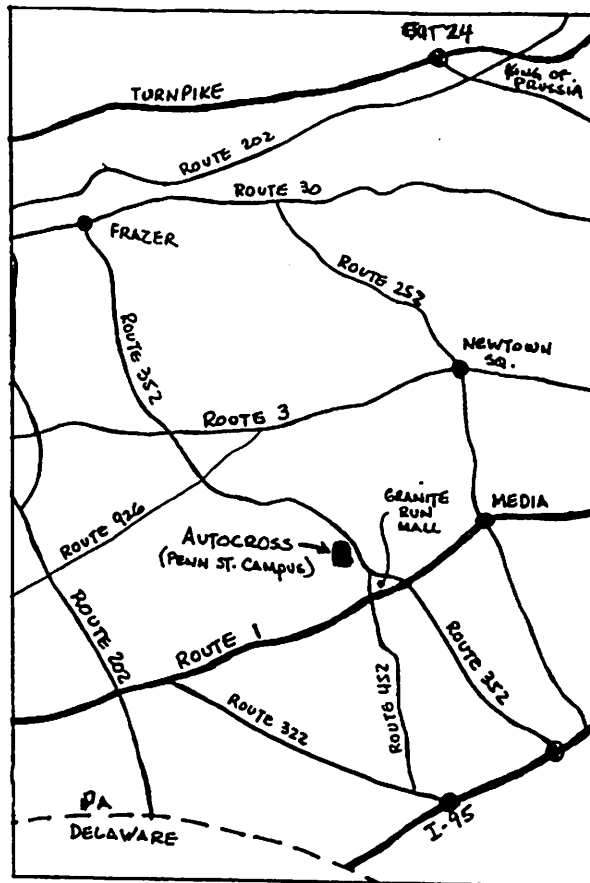 EXIT 24
KING OF
PRUSSIA
TURNPIKE
ROUTE 202
ROUTE 30
FRAZER
ROUTE 252
ROUTE 352
NEWTOWN
SQ.
ROUTE 3
GRANITE
RUN
MALL
MEDIA
ROUTE 926
AUTOCROSS
(PENN ST. CAMPUS)
ROUTE 202
ROUTE 1
ROUTE 452
ROUTE 352
ROUTE 322
PA
DELAWARE
I-95